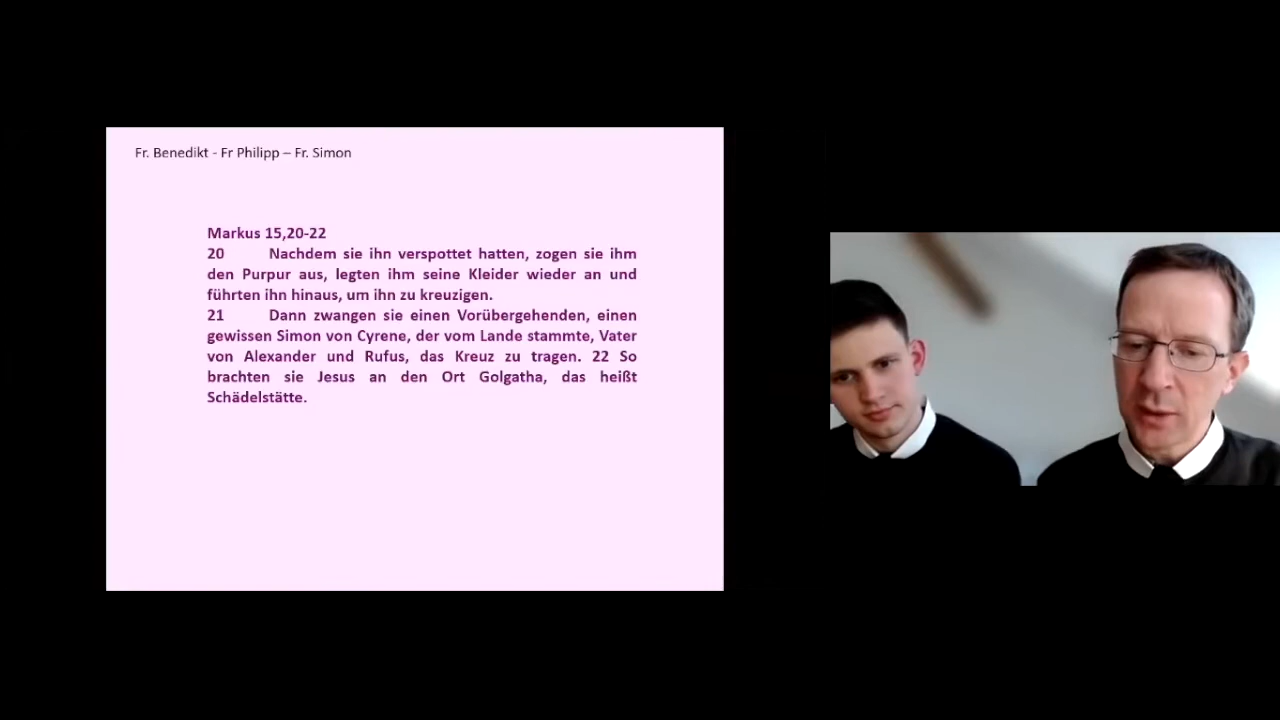 Fr. Benedikt - Fr Philipp – Fr. Simon
Markus 15,20-22
20 Nachdem sie ihn verspottet hatten, zogen sie ihm
den Purpur aus, legten ihm seine Kleider wieder an und
führten ihn hinaus, um ihn zu kreuzigen.
21 Dann zwangen sie einen Vorübergehenden, einen
gewissen Simon von Cyrene, der vom Lande stammte, Vater
von Alexander und Rufus, das Kreuz zu tragen. 22 So
brachten sie Jesus an den Ort Golgatha, das heißt
Schädelstätte.